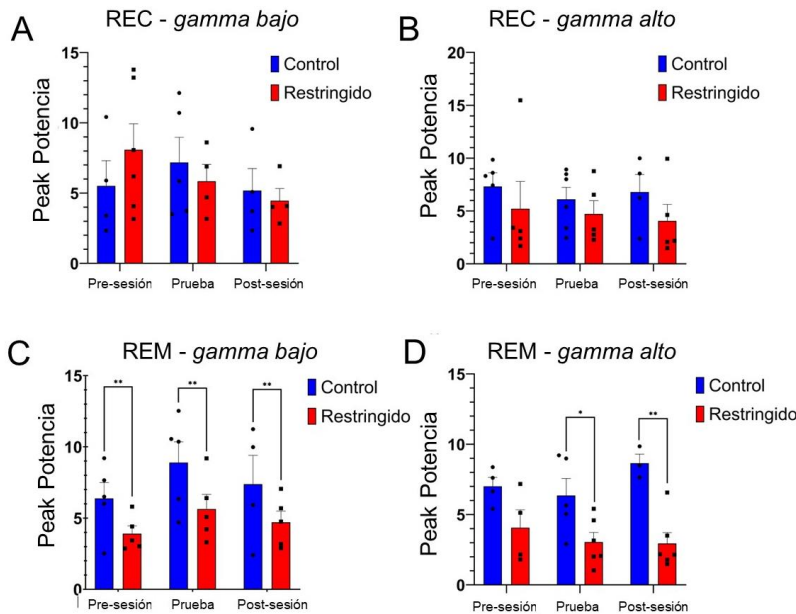 A
REC - gamma bajo
Peak Potencia
15
10
5
0
Control
Restringido
Pre-sesión
Prueba
Post-sesión
B
REC - gamma alto
Peak Potencia
20
15
10
5
0
Control
Restringido
Pre-sesión
Prueba
Post-sesión
C
REM - gamma bajo
Peak Potencia
15
10
5
0
**
**
**
Control
Restringido
Pre-sesión
Prueba
Post-sesión
D
REM - gamma alto
Peak Potencia
15
10
5
0
*
**
Control
Restringido
Pre-sesión
Prueba
Post-sesión